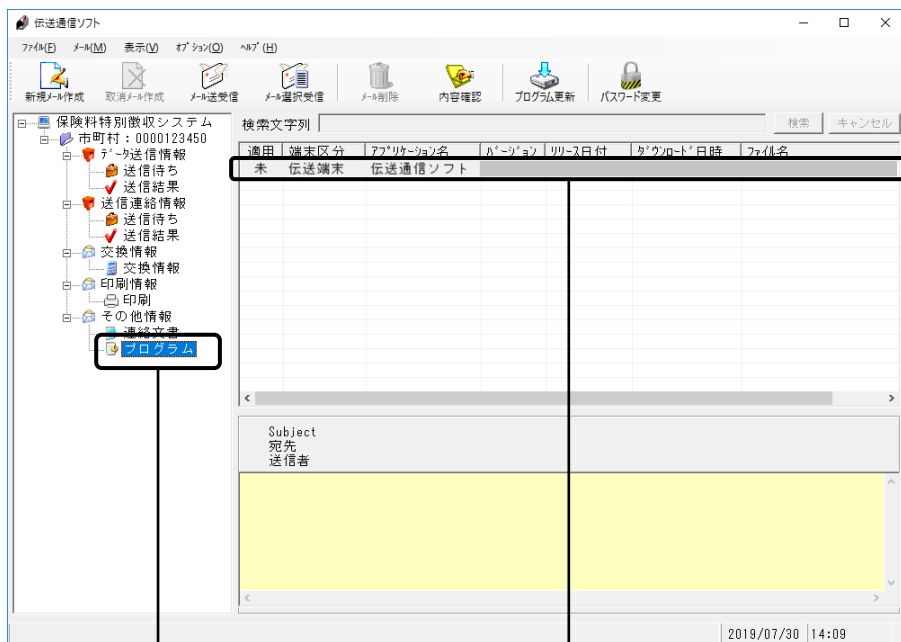 伝送通信ソフト
ﾌｧｲﾙ(F) ﾒｰﾙ(M) 表示(V) ｵﾌﾟｼｮﾝ(O) ﾍﾙﾌﾟ(H)
新規ﾒｰﾙ作成 取消ﾒｰﾙ作成 ﾒｰﾙ送受信 ﾒｰﾙ選択受信 ﾒｰﾙ削除 内容確認 ﾌﾟﾛｸﾞﾗﾑ更新 ﾊﾟｽﾜｰﾄﾞ変更
保険料特別徴収システム
市町村：0000123450
ﾃﾞｰﾀ送信情報
送信待ち
送信結果
送信連絡情報
送信待ち
送信結果
交換情報
交換情報
印刷情報
印刷
その他情報
連絡文書
プログラム
検索文字列 検索 キャンセル
適用 端末区分 ｱﾌﾟﾘｹｰｼｮﾝ名 ﾊﾞｰｼﾞｮﾝ ﾘﾘｰｽ日付 ﾀﾞｳﾝﾛｰﾄﾞ日時 ﾌｧｲﾙ名
未 伝送端末 伝送通信ソフト
Subject
宛先
送信者
2019/07/30 14:09